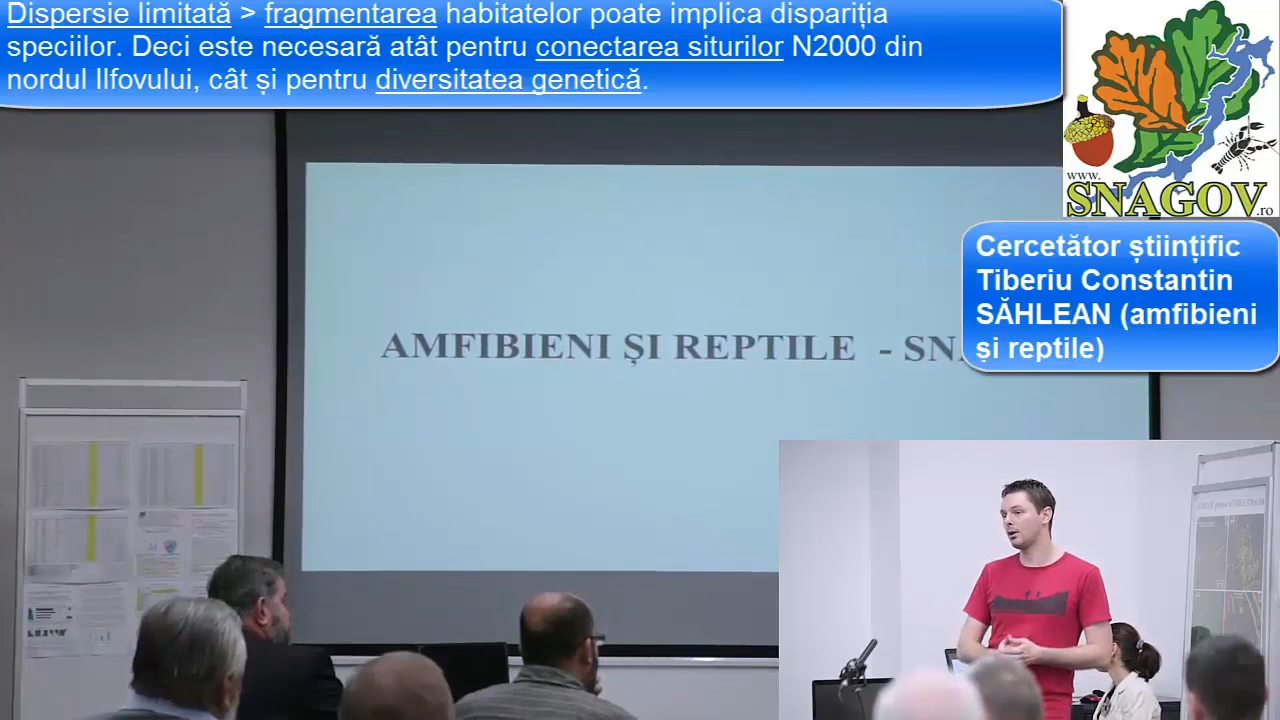 Dispersie limitată > fragmentarea habitatelor poate implica dispariția
speciilor. Deci este necesară atât pentru conectarea siturilor N2000 din
nordul Ilfovului, cât și pentru diversitatea genetică.
www.
SNAGOV.ro
Cercetător științific
Tiberiu Constantin
SĂHLEAN (amfibieni
și reptile)
AMFIBIENI ȘI REPTILE - SN